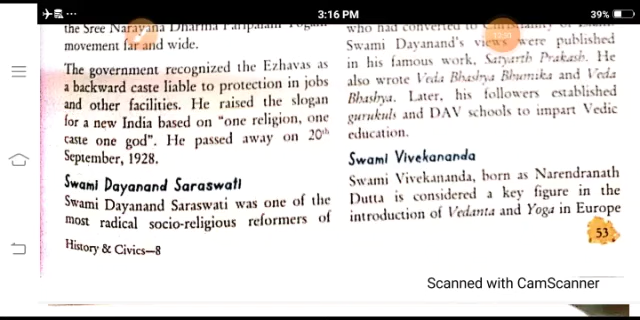 3:16 PM
39%
the Sree Narayana Dharma
movement far and wide.
The government recognized the Ezhavas as
a backward caste liable to protection in jobs
and other facilities. He raised the slogan
for a new India based on "one religion, one
caste one god". He passed away on 20th
September, 1928.
Swami Dayanand Saraswati
Swami Dayanand Saraswati was one of the
most radical socio-religious reformers of
History & Civics—8
who had converted to
Swami Dayanand's views were published
in his famous work, Satyarth Prakash. He
also wrote Veda Bhashya Bhumika and Veda
Bhashya. Later, his followers established
gurukuls and DAV schools to impart Vedic
education.
Swami Vivekananda
Swami Vivekananda, born as Narendranath
Dutta is considered a key figure in the
introduction of Vedanta and Yoga in Europe
53
Scanned with CamScanner